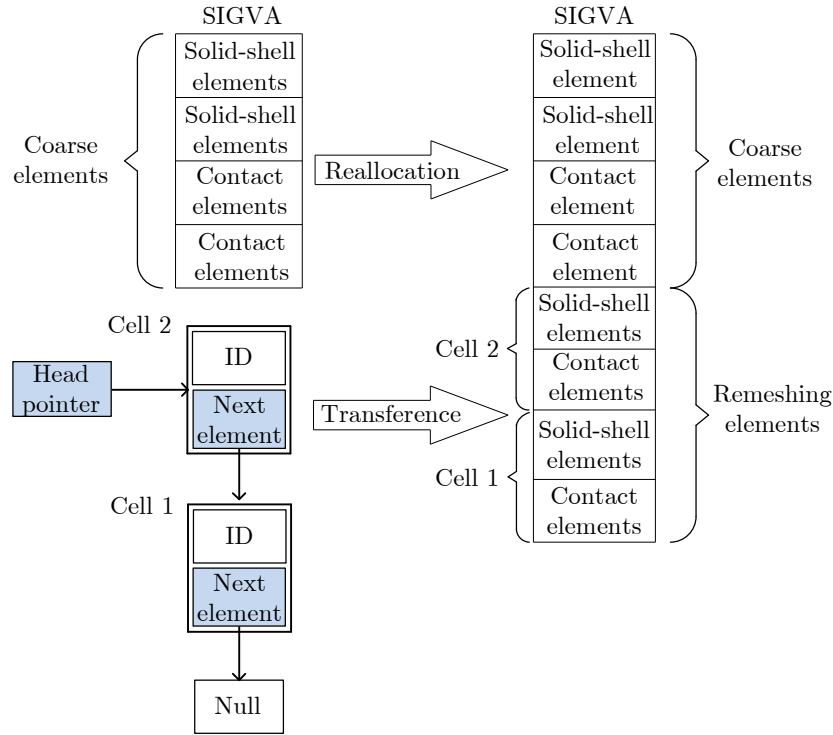 SIGVA
Solid-shell
elements
Solid-shell
elements
Contact
elements
Contact
elements
Coarse
elements
Reallocation
SIGVA
Solid-shell
element
Solid-shell
element
Contact
element
Contact
element
Coarse
elements
Solid-shell
elements
Contact
elements
Solid-shell
elements
Contact
elements
Cell 2
Cell 1
Remeshing
elements
Transference
Head
pointer
Cell 2
ID
Next
element
Cell 1
ID
Next
element
Null